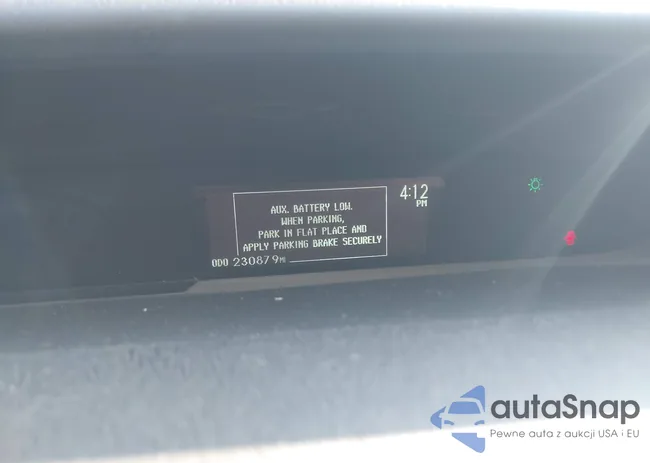 AUX. BATTERY LOW.
WHEN PARKING,
PARK IN FLAT PLACE AND
APPLY PARKING BRAKE SECURELY
4:12
PM
ODO 230879MI
autaSnap
Pewne auta z aukcji USA i EU